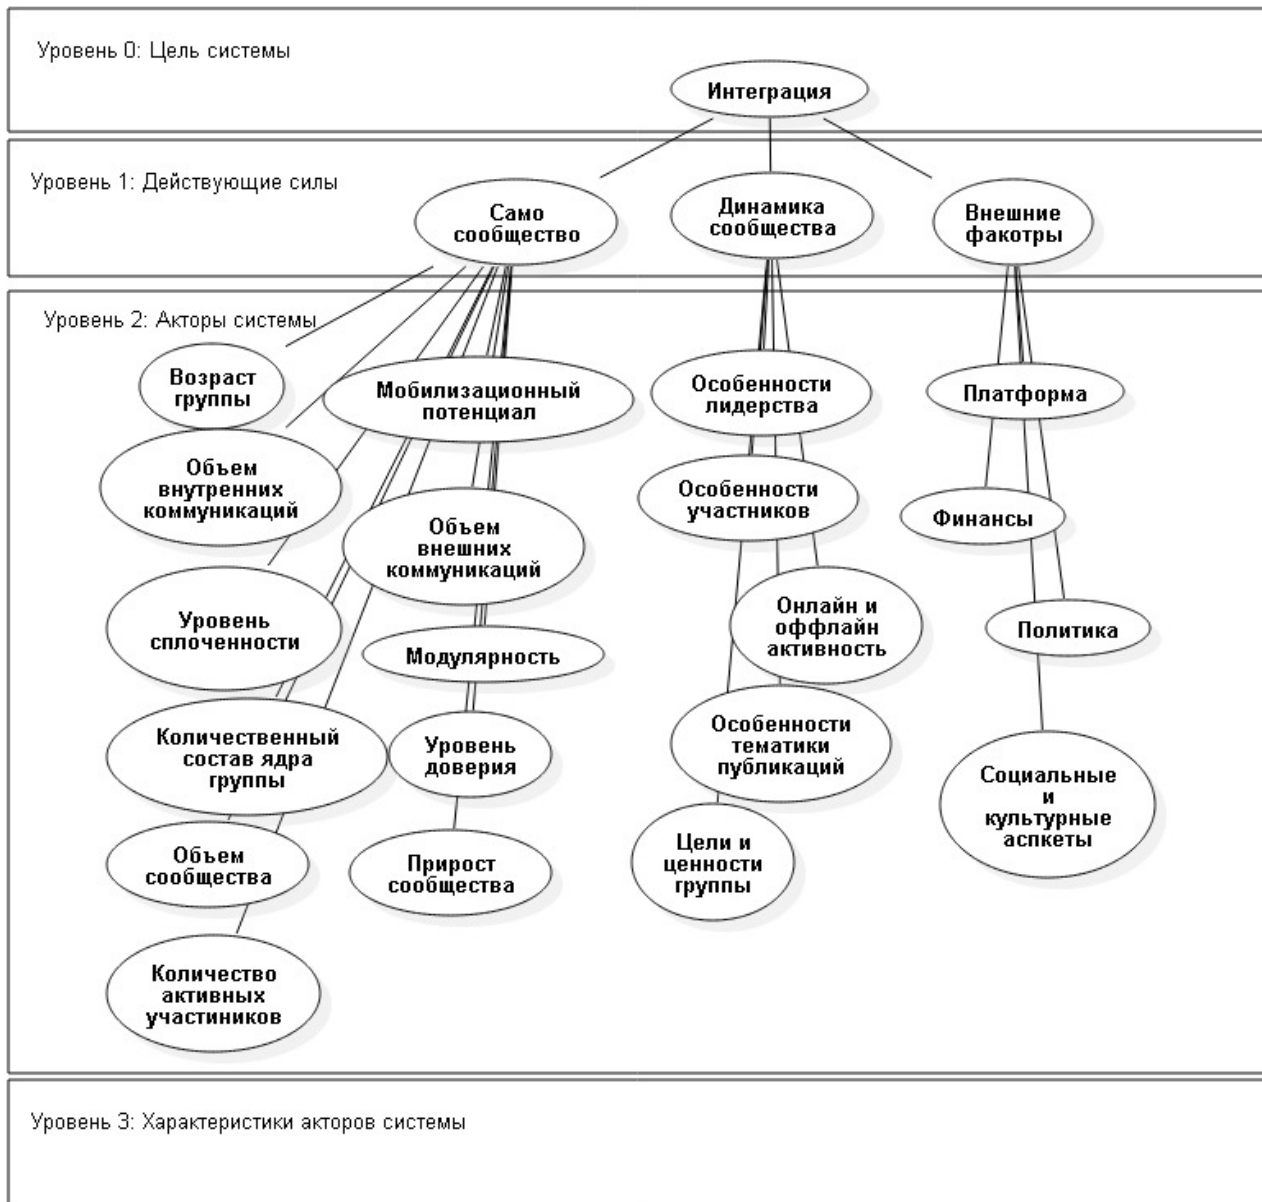 Уровень 0: Цель системы
Интеграция
Уровень 1: Действующие силы
Само
сообщество
Динамика
сообщества
Внешние
факотры
Уровень 2: Акторы системы
Возраст
группы
Мобилизационный
потенциал
Особенности
лидерства
Платформа
Объем
внутренних
коммуникаций
Объем
внешних
коммуникаций
Особенности
участников
Финансы
Уровень
сплоченности
Модулярность
Онлайн и
оффлайн
активность
Политика
Количественный
состав ядра
группы
Уровень
доверия
Особенности
тематики
публикаций
Социальные
и
культурные
аспкеты
Объем
сообщества
Прирост
сообщества
Цели и
ценности
группы
Количество
активных
участиников
Уровень 3: Характеристики акторов системы